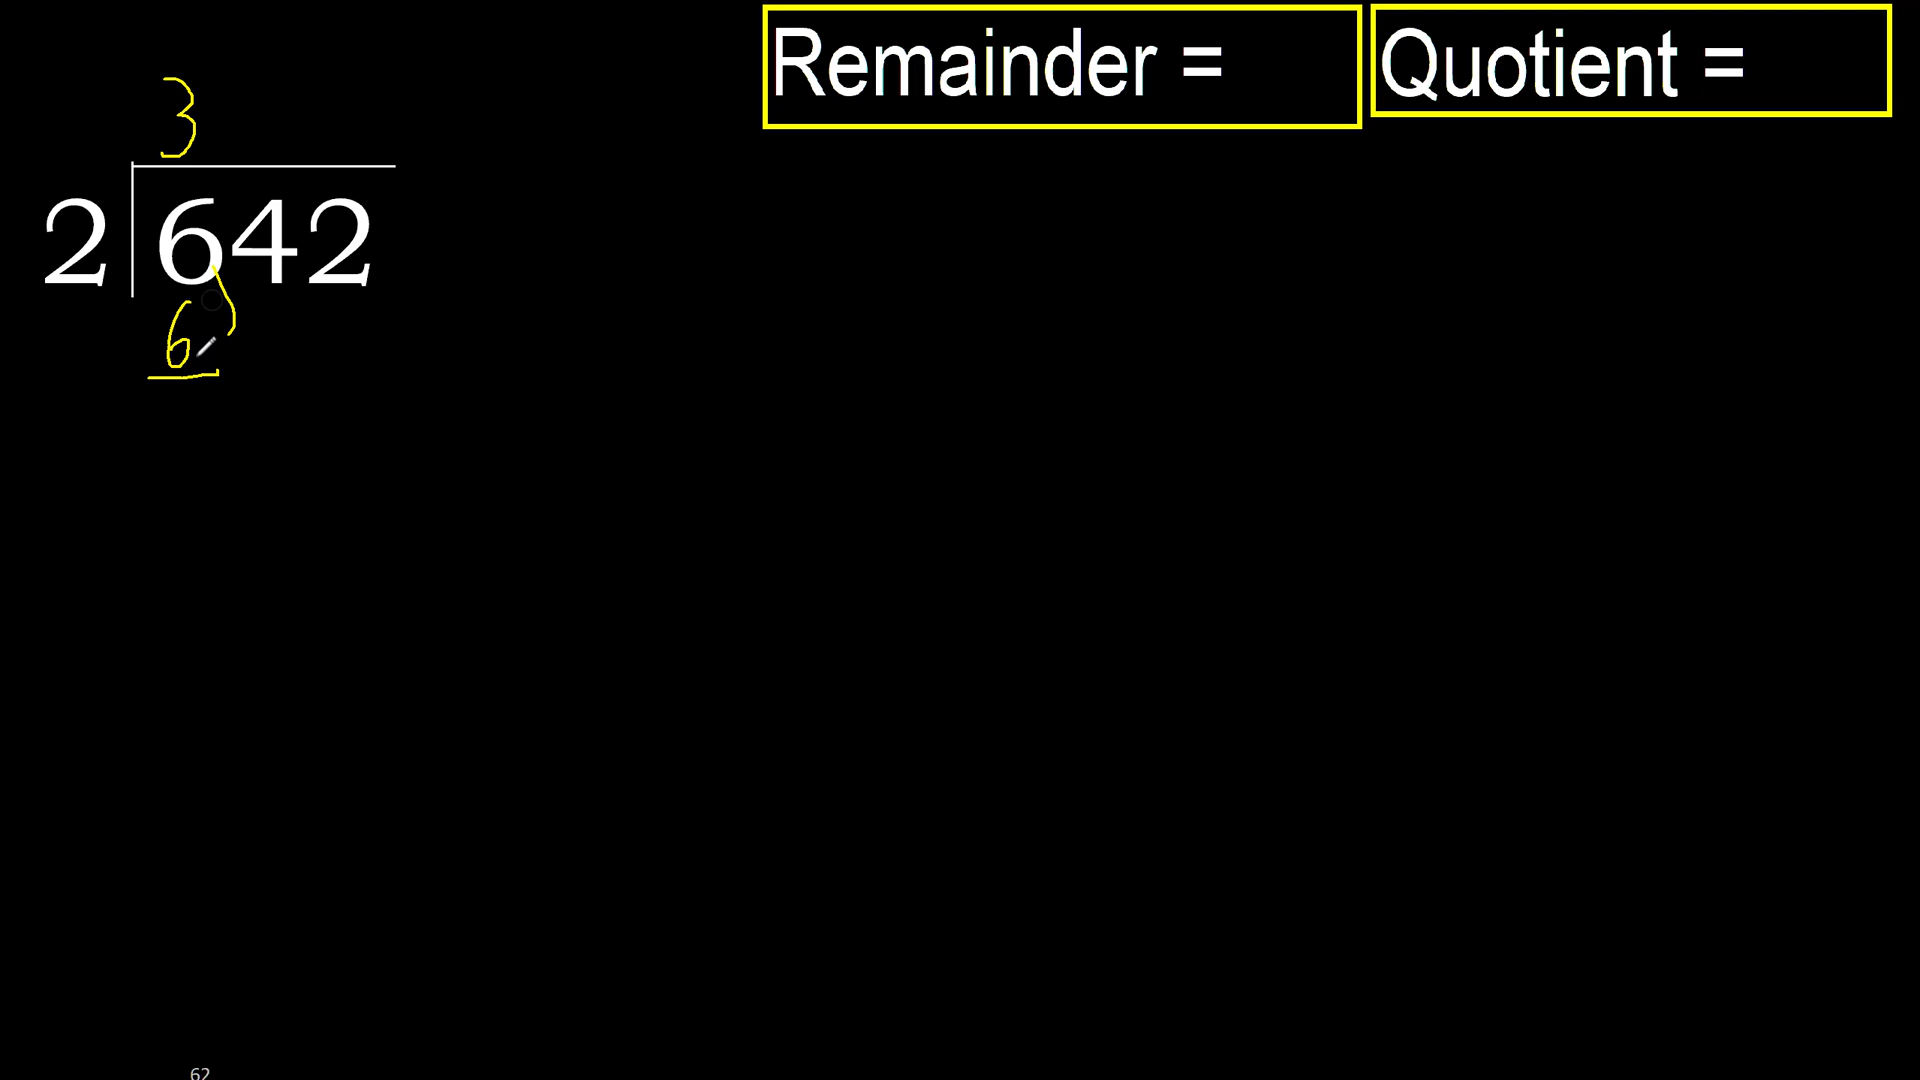 Remainder =
Quotient =
3
2 642
6
62